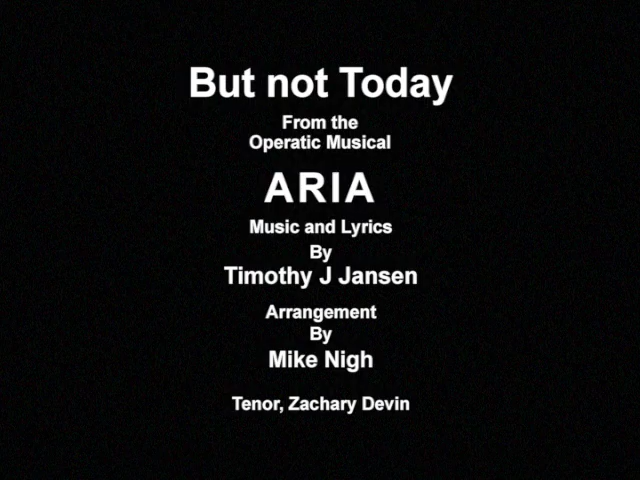 But not Today
From the
Operatic Musical
ARIA
Music and Lyrics
By
Timothy J Jansen
Arrangement
By
Mike Nigh
Tenor, Zachary Devin